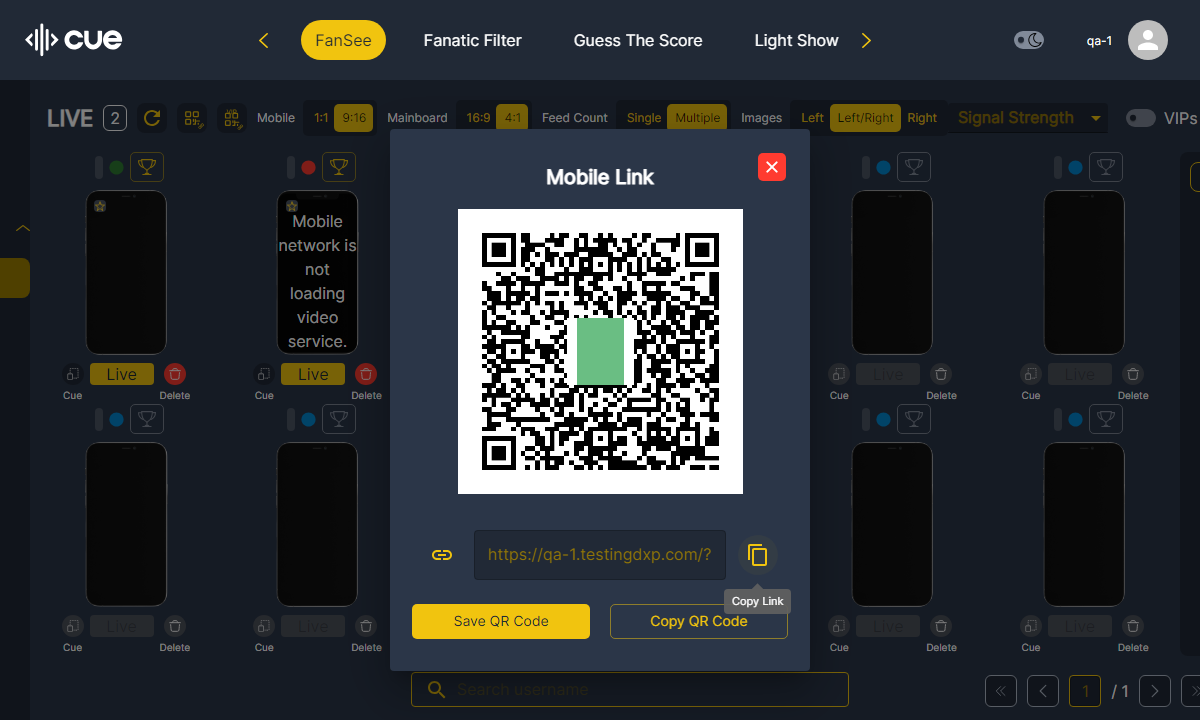 cue
FanSee
Fanatic Filter
Guess The Score
Light Show
qa-1
LIVE 2
Mobile 1:1 9:16
Mainboard 16:9 4:1
Feed Count Single Multiple
Images Left Left/Right Right
Signal Strength
VIPs
Mobile
network is
not
loading
video
service.
Live
Cue Delete
Live
Cue Delete
Live
Cue Delete
Live
Cue Delete
Mobile Link
https://qa-1.testingdxp.com/?
Copy Link
Save QR Code
Copy QR Code
Live
Cue Delete
Live
Cue Delete
Live
Cue Delete
Live
Cue Delete
Search username
1 / 1